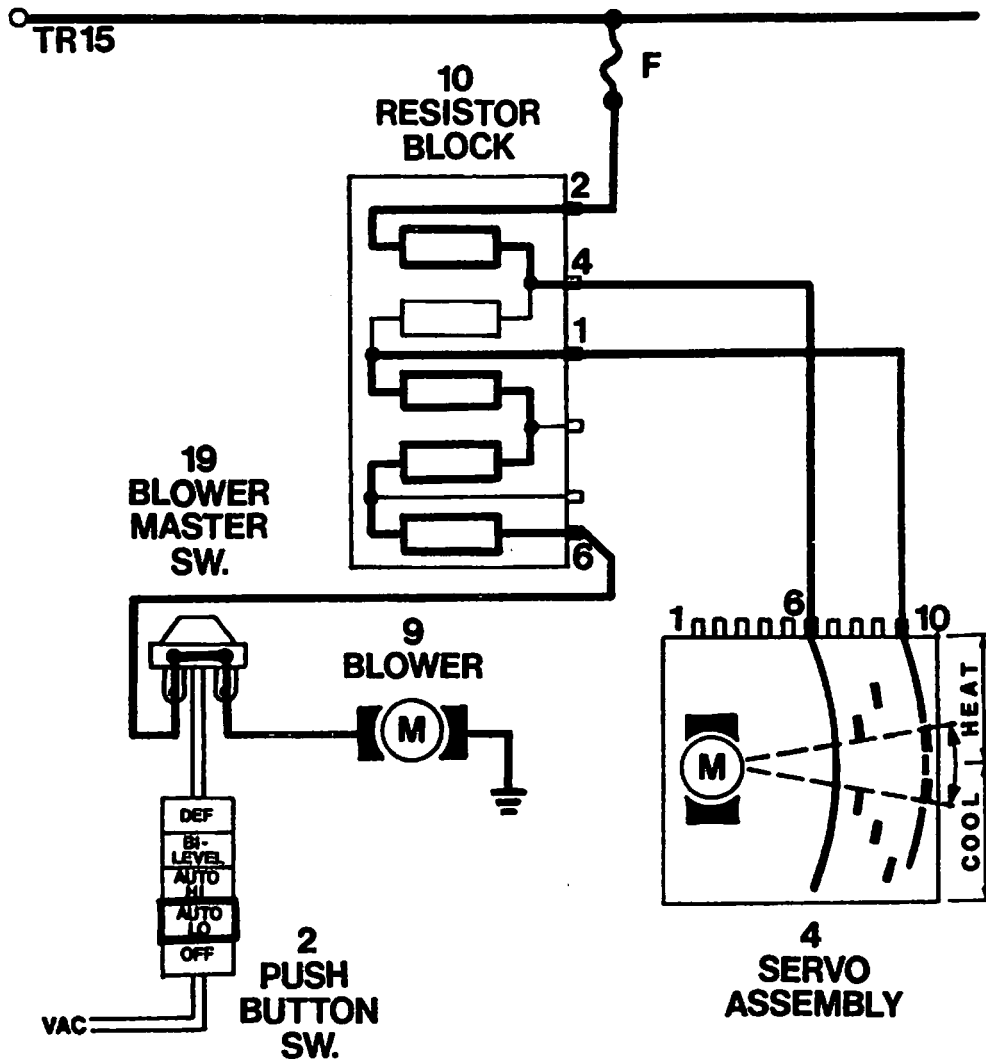 TR15
F
10
RESISTOR
BLOCK
2
4
1
6
19
BLOWER
MASTER
SW.
9
BLOWER
M
1
6
10
M
HEAT
COOL
4
SERVO
ASSEMBLY
DEF
BI-
LEVEL
AUTO
HI
AUTO
LO
OFF
2
PUSH
BUTTON
SW.
VAC